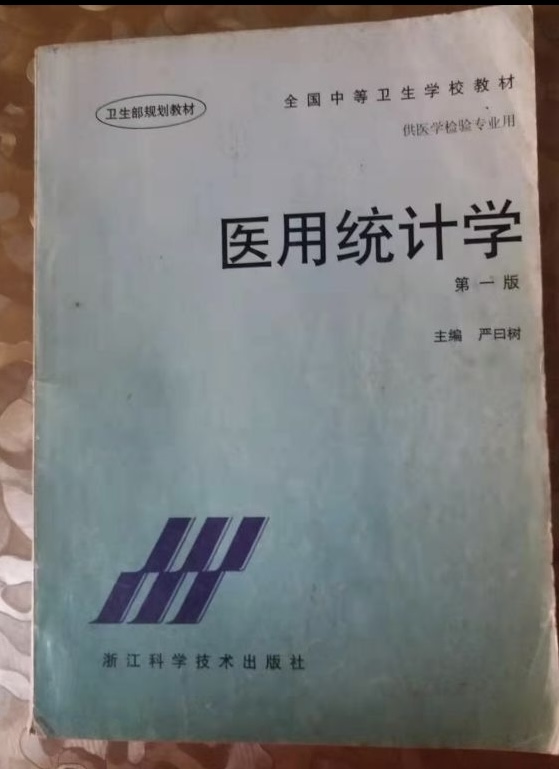 卫生部规划教材
全国中等卫生学校教材
供医学检验专业用
医用统计学
第一版
主编 严曰树
浙江科学技术出版社